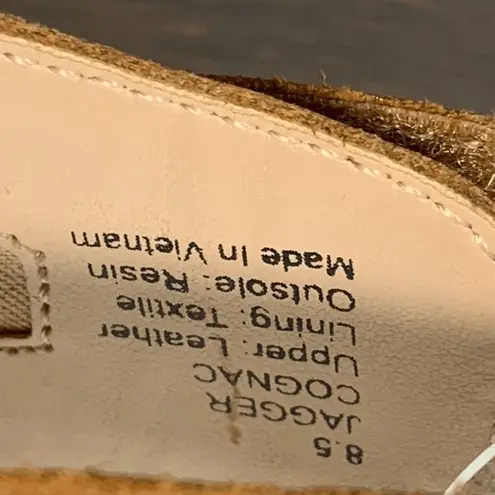 8.5
JAGGER
COGNAC
Upper: Leather
Lining: Textile
Outsole: Resin
Made In Vietnam